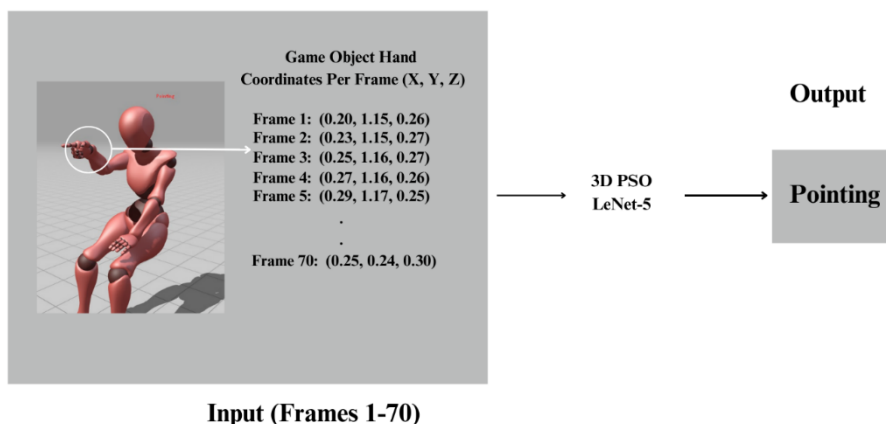 Game Object Hand
Coordinates Per Frame (X, Y, Z)
Frame 1: (0.20, 1.15, 0.26)
Frame 2: (0.23, 1.15, 0.27)
Frame 3: (0.25, 1.16, 0.27)
Frame 4: (0.27, 1.16, 0.26)
Frame 5: (0.29, 1.17, 0.25)
.
.
Frame 70: (0.25, 0.24, 0.30)
Input (Frames 1-70)
3D PSO
LeNet-5
Output
Pointing